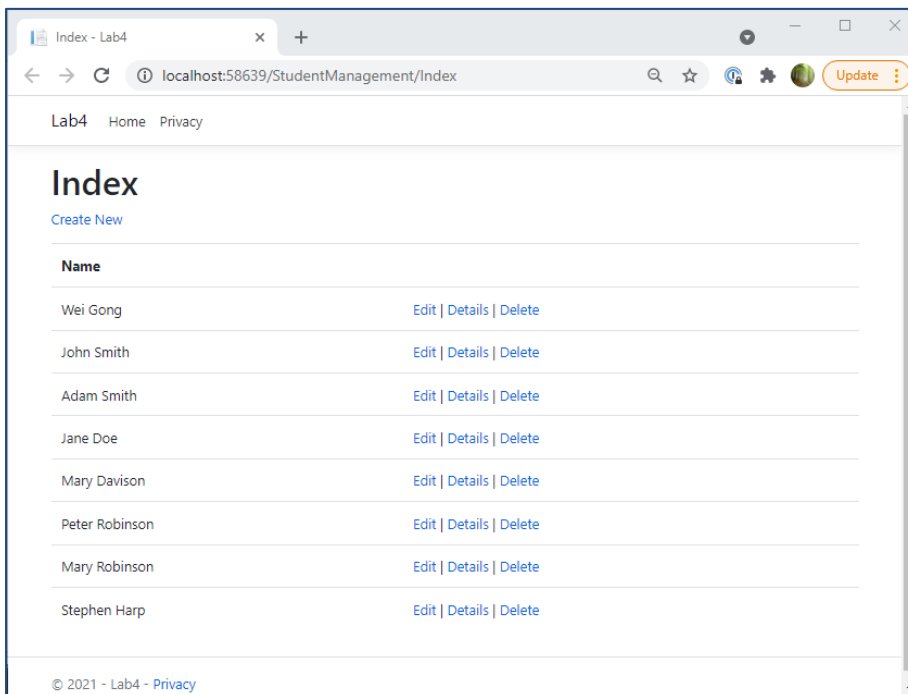 Index - Lab4
localhost:58639/StudentManagement/Index Update
Lab4 Home Privacy
Index
Create New
Name
Wei Gong Edit | Details | Delete
John Smith Edit | Details | Delete
Adam Smith Edit | Details | Delete
Jane Doe Edit | Details | Delete
Mary Davison Edit | Details | Delete
Peter Robinson Edit | Details | Delete
Mary Robinson Edit | Details | Delete
Stephen Harp Edit | Details | Delete
© 2021 - Lab4 - Privacy